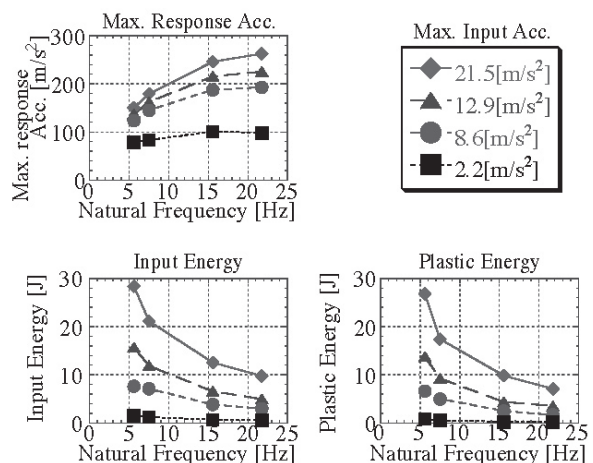 Max. Response Acc.
Max. response
Acc. [m/s²]
300
200
100
0
0 5 10 15 20 25
Natural Frequency [Hz]
Max. Input Acc.
21.5[m/s²]
12.9[m/s²]
8.6[m/s²]
2.2[m/s²]
Input Energy
Input Energy [J]
30
20
10
0
0 5 10 15 20 25
Natural Frequency [Hz]
Plastic Energy
Plastic Energy [J]
30
20
10
0
0 5 10 15 20 25
Natural Frequency [Hz]